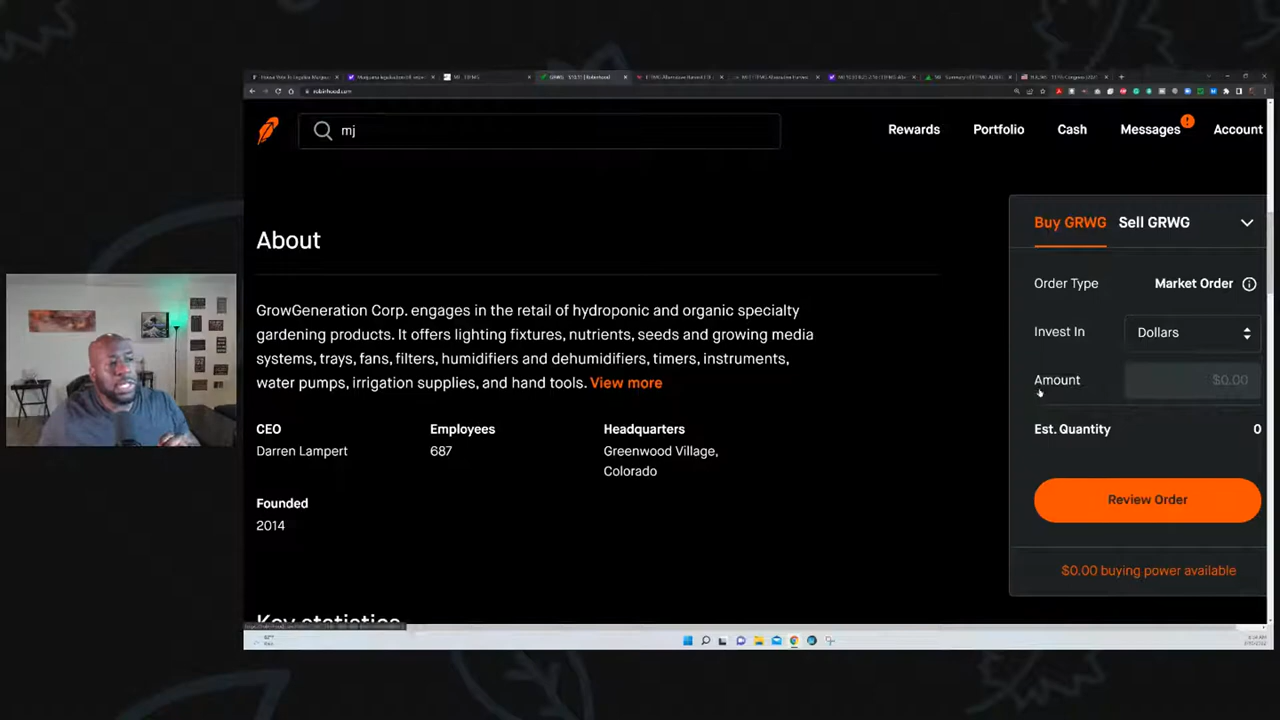 robinhood.com
mj
Rewards
Portfolio
Cash
Messages
Account
About
GrowGeneration Corp. engages in the retail of hydroponic and organic specialty
gardening products. It offers lighting fixtures, nutrients, seeds and growing media
systems, trays, fans, filters, humidifiers and dehumidifiers, timers, instruments,
water pumps, irrigation supplies, and hand tools. View more
CEO
Darren Lampert
Employees
687
Headquarters
Greenwood Village,
Colorado
Founded
2014
Key statistics
Buy GRWG
Sell GRWG
Order Type
Market Order
Invest In
Dollars
Amount
$0.00
Est. Quantity
0
Review Order
$0.00 buying power available